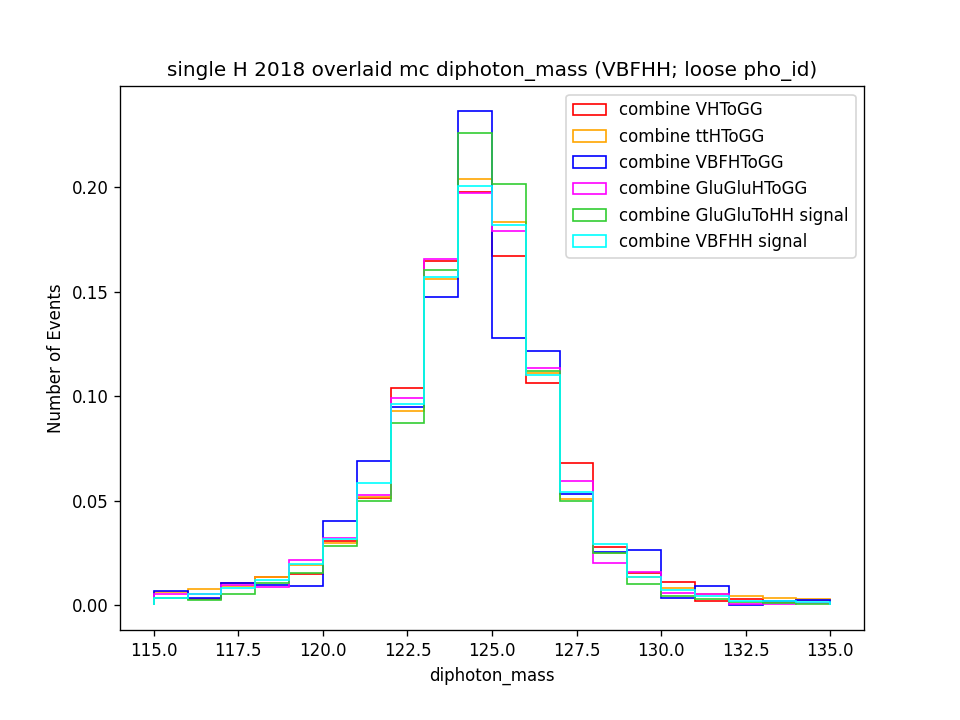 single H 2018 overlaid mc diphoton_mass (VBFHH; loose pho_id)
combine VHToGG
combine ttHToGG
combine VBFHToGG
combine GluGluHToGG
combine GluGluToHH signal
combine VBFHH signal
Number of Events
0.20
0.15
0.10
0.05
0.00
115.0 117.5 120.0 122.5 125.0 127.5 130.0 132.5 135.0
diphoton_mass